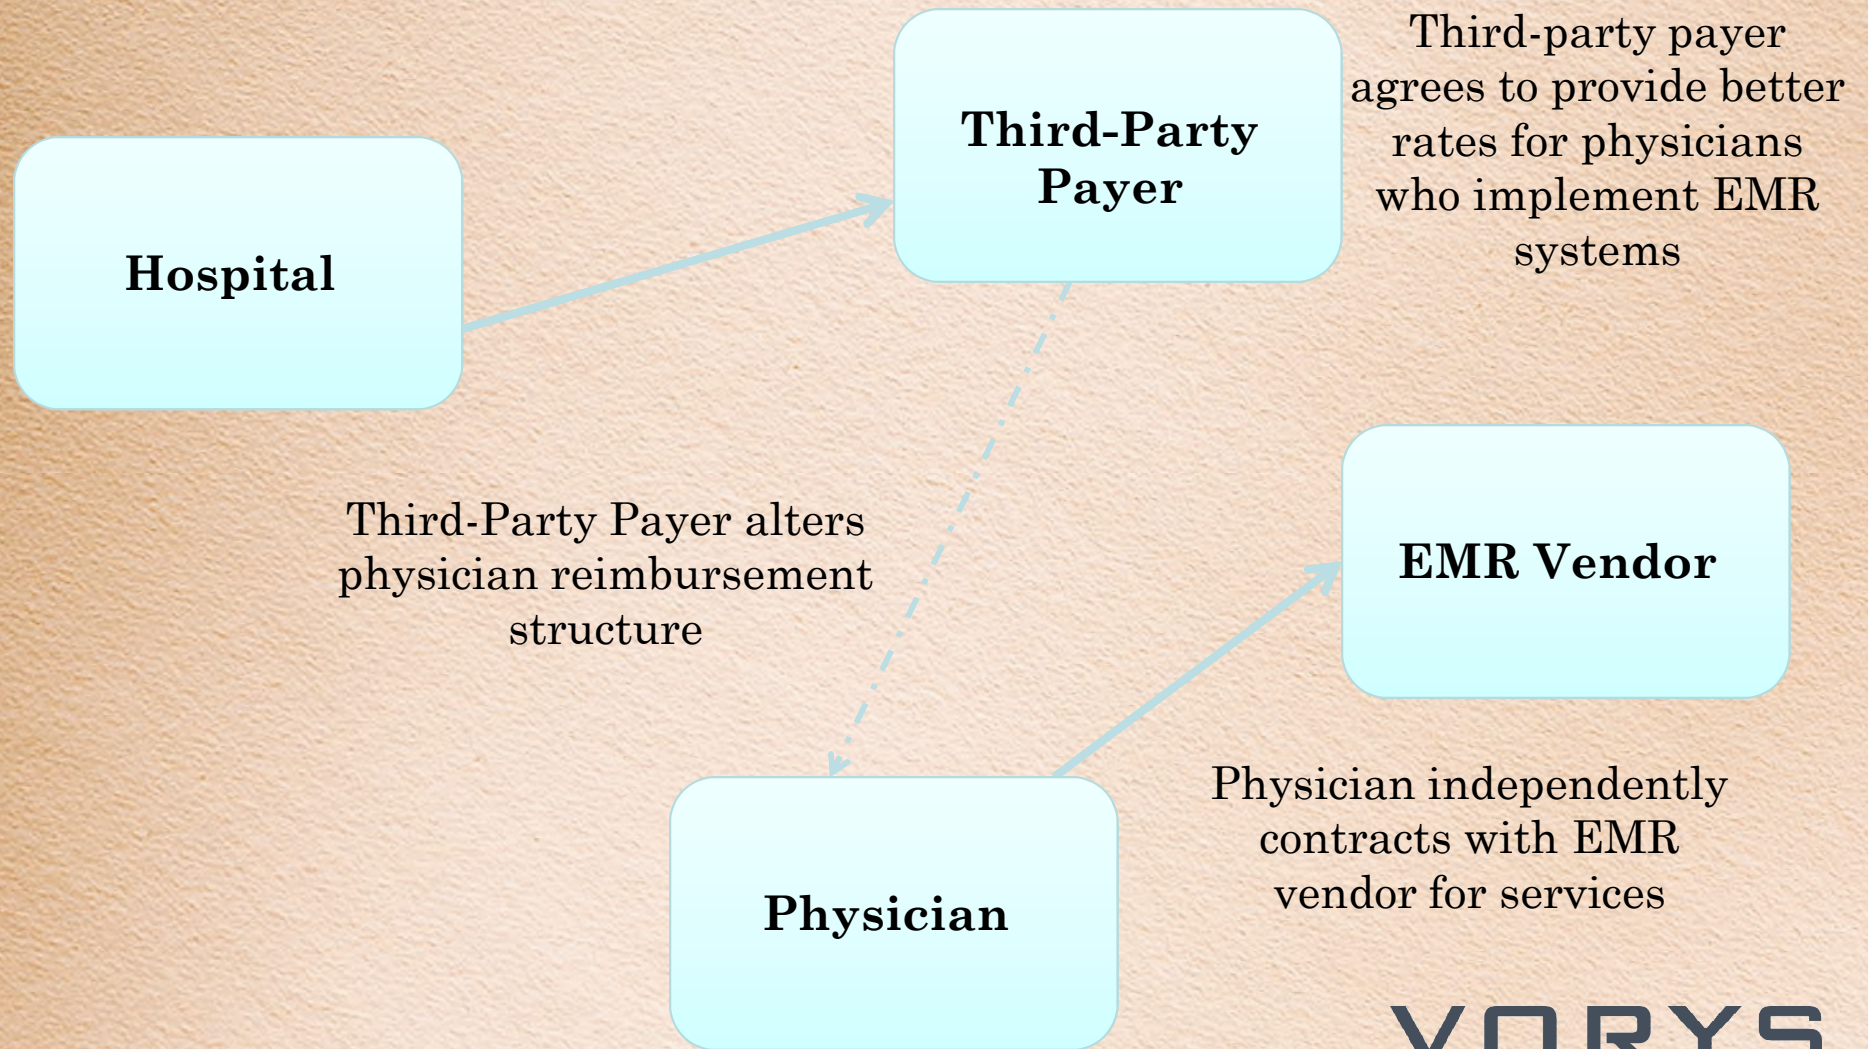 Third-party payer
agrees to provide better
rates for physicians
who implement EMR
systems
Third-Party
Payer
Hospital
Third-Party Payer alters
physician reimbursement
structure
EMR Vendor
Physician independently
contracts with EMR
vendor for services
Physician
VORYS